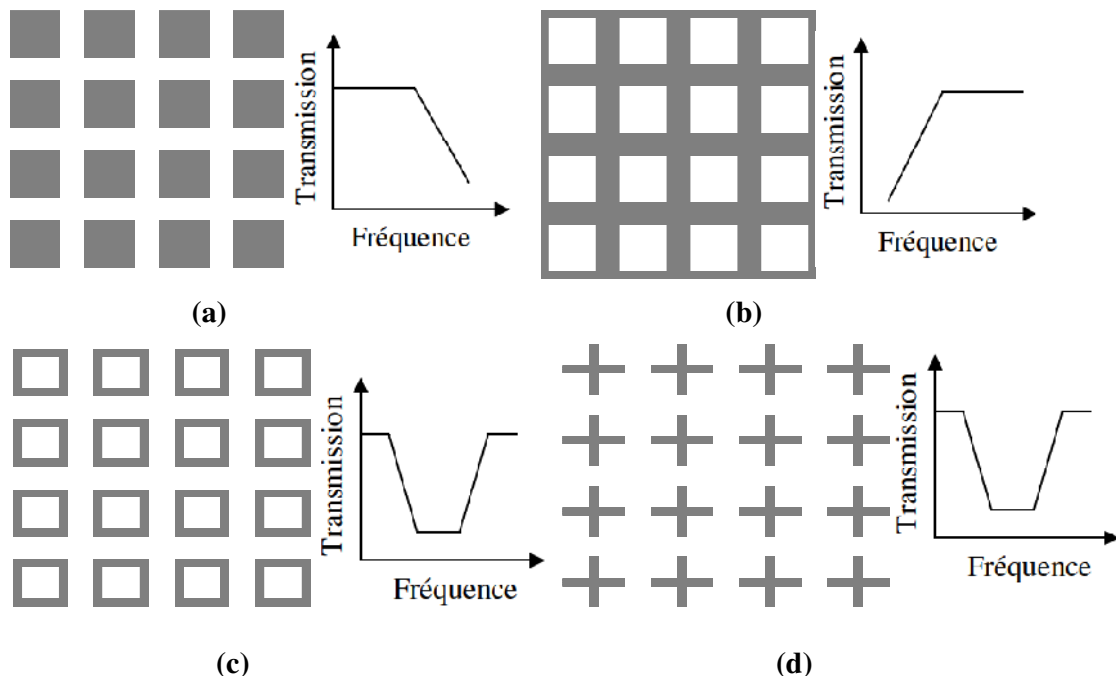 Transmission
Fréquence
(a)
Transmission
Fréquence
(b)
Transmission
Fréquence
(c)
Transmission
Fréquence
(d)